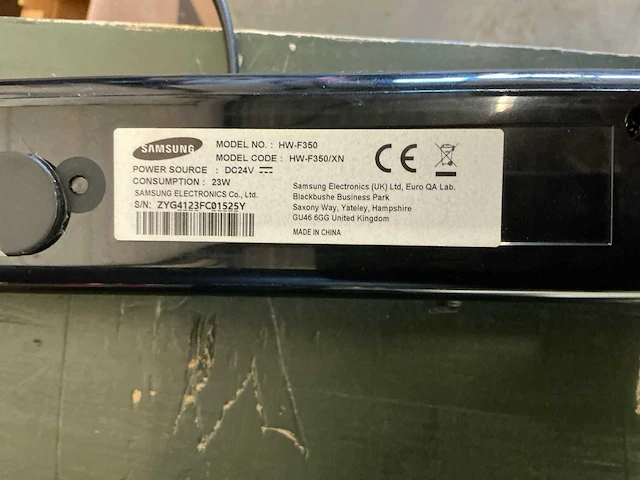 SAMSUNG
MODEL NO. : HW-F350
MODEL CODE : HW-F350/XN
POWER SOURCE : DC24V
CONSUMPTION : 23W
SAMSUNG ELECTRONICS Co., Ltd.
S/N: ZYG4123FC01525Y
CE
Samsung Electronics (UK) Ltd, Euro QA Lab.
Blackbushe Business Park
Saxony Way, Yateley, Hampshire
GU46 6GG United Kingdom
MADE IN CHINA